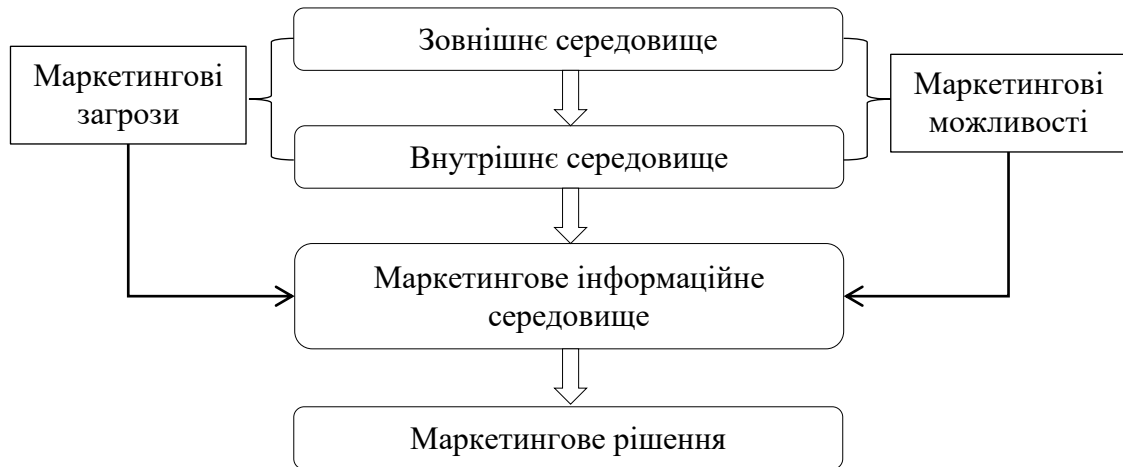 Зовнішнє середовище
Маркетингові
загрози
Маркетингові
можливості
Внутрішнє середовище
Маркетингове інформаційне
середовище
Маркетингове рішення